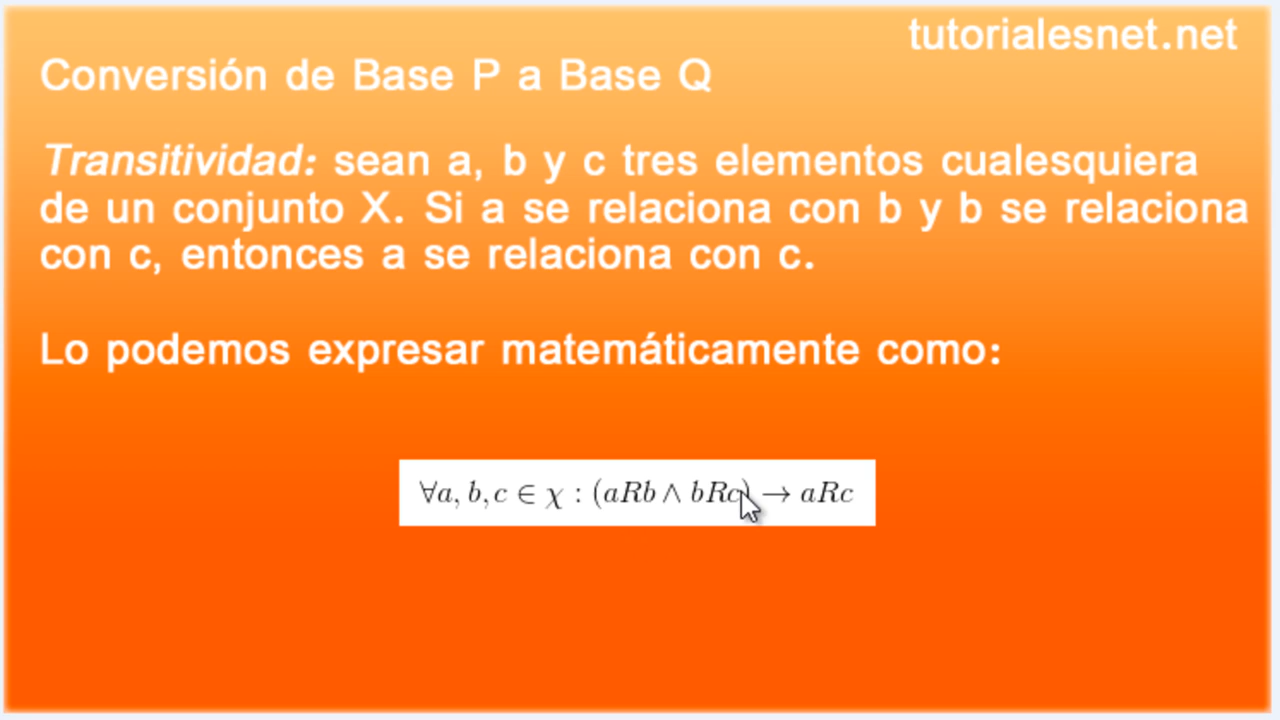 tutorialesnet.net
Conversión de Base P a Base Q
Transitividad: sean a, b y c tres elementos cualesquiera
de un conjunto X. Si a se relaciona con b y b se relaciona
con c, entonces a se relaciona con c.
Lo podemos expresar matemáticamente como:
∀a, b, c ∈ χ : (aRb ∧ bRc) → aRc